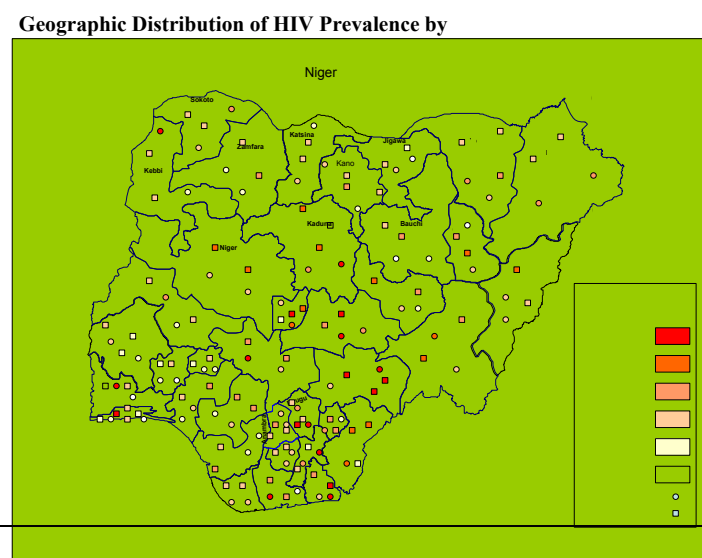 Geographic Distribution of HIV Prevalence by
Niger
Sokoto
Katsina
Jigawa
Zamfara
Kano
Kebbi
Kaduna
Bauchi
Niger